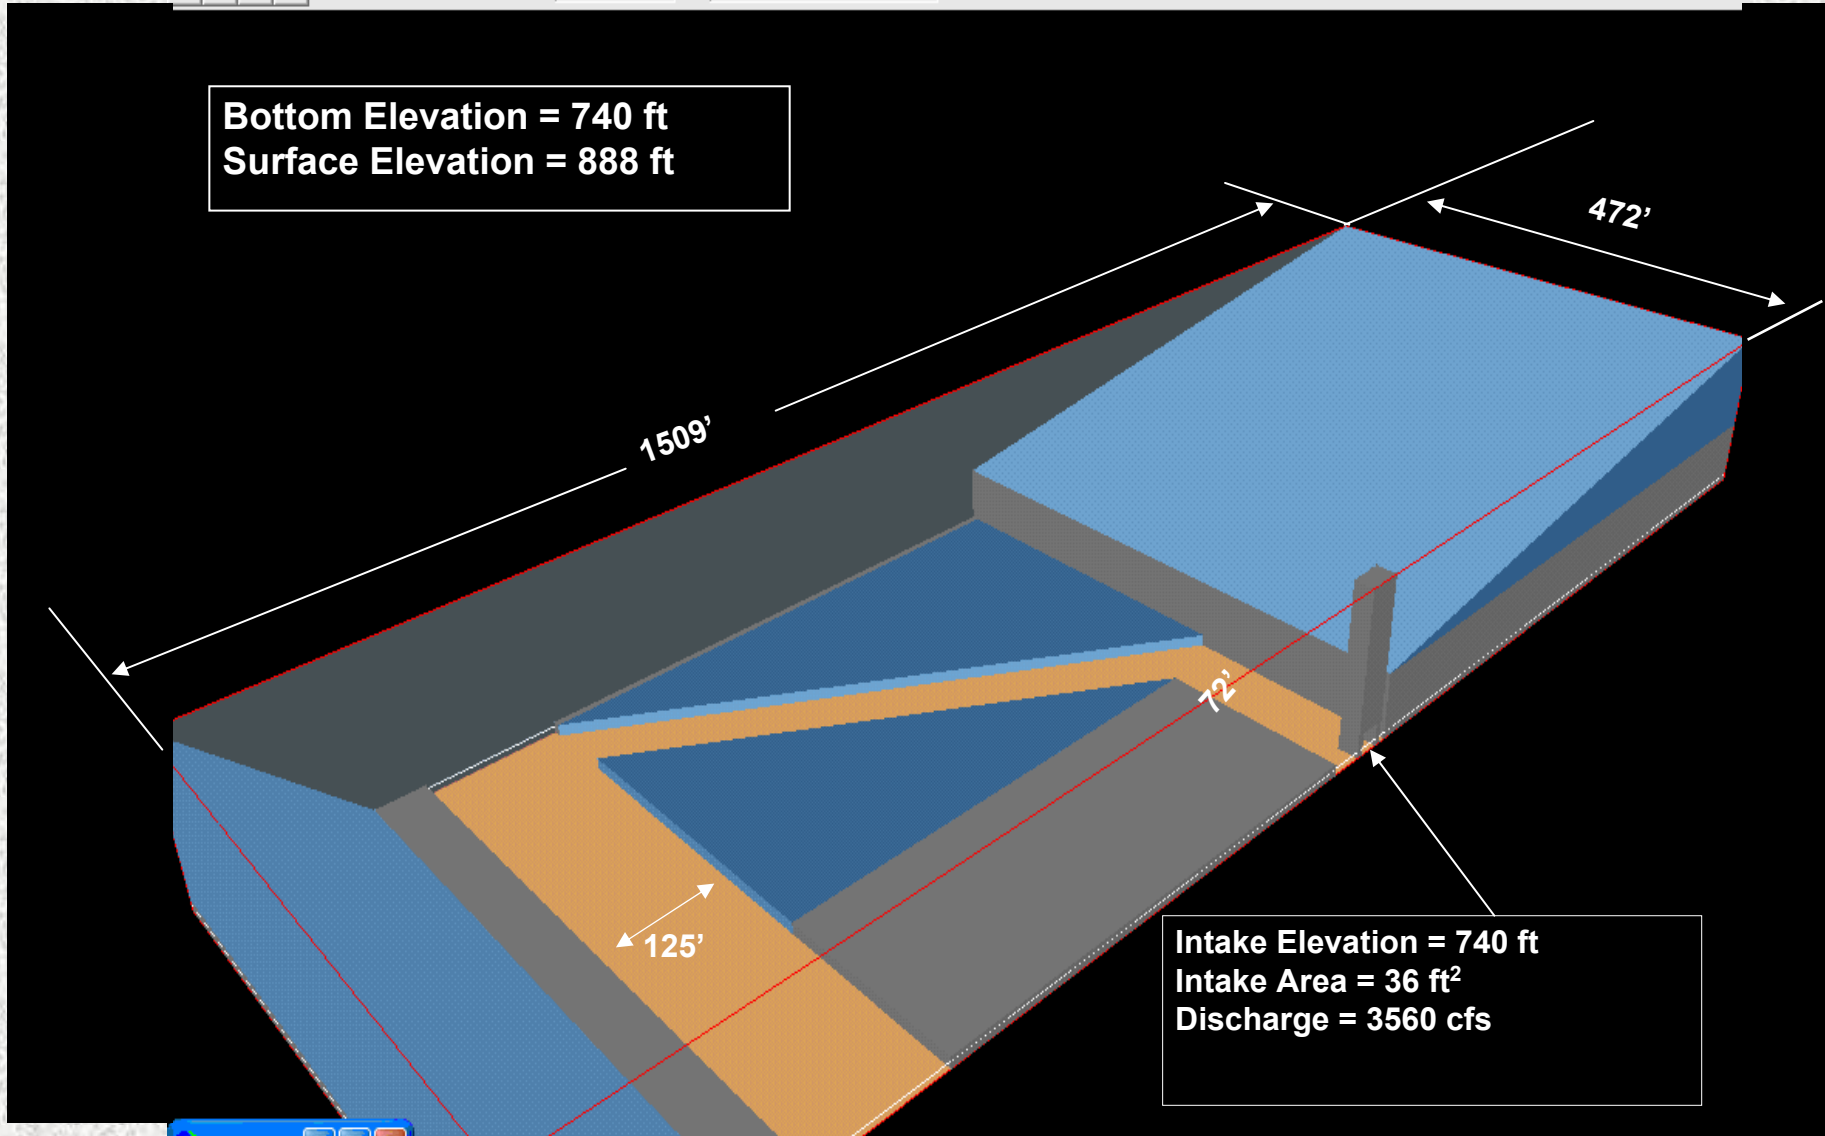 Bottom Elevation = 740 ft
Surface Elevation = 888 ft
472’
1509’
72’
125’
Intake Elevation = 740 ft
Intake Area = 36 ft²
Discharge = 3560 cfs